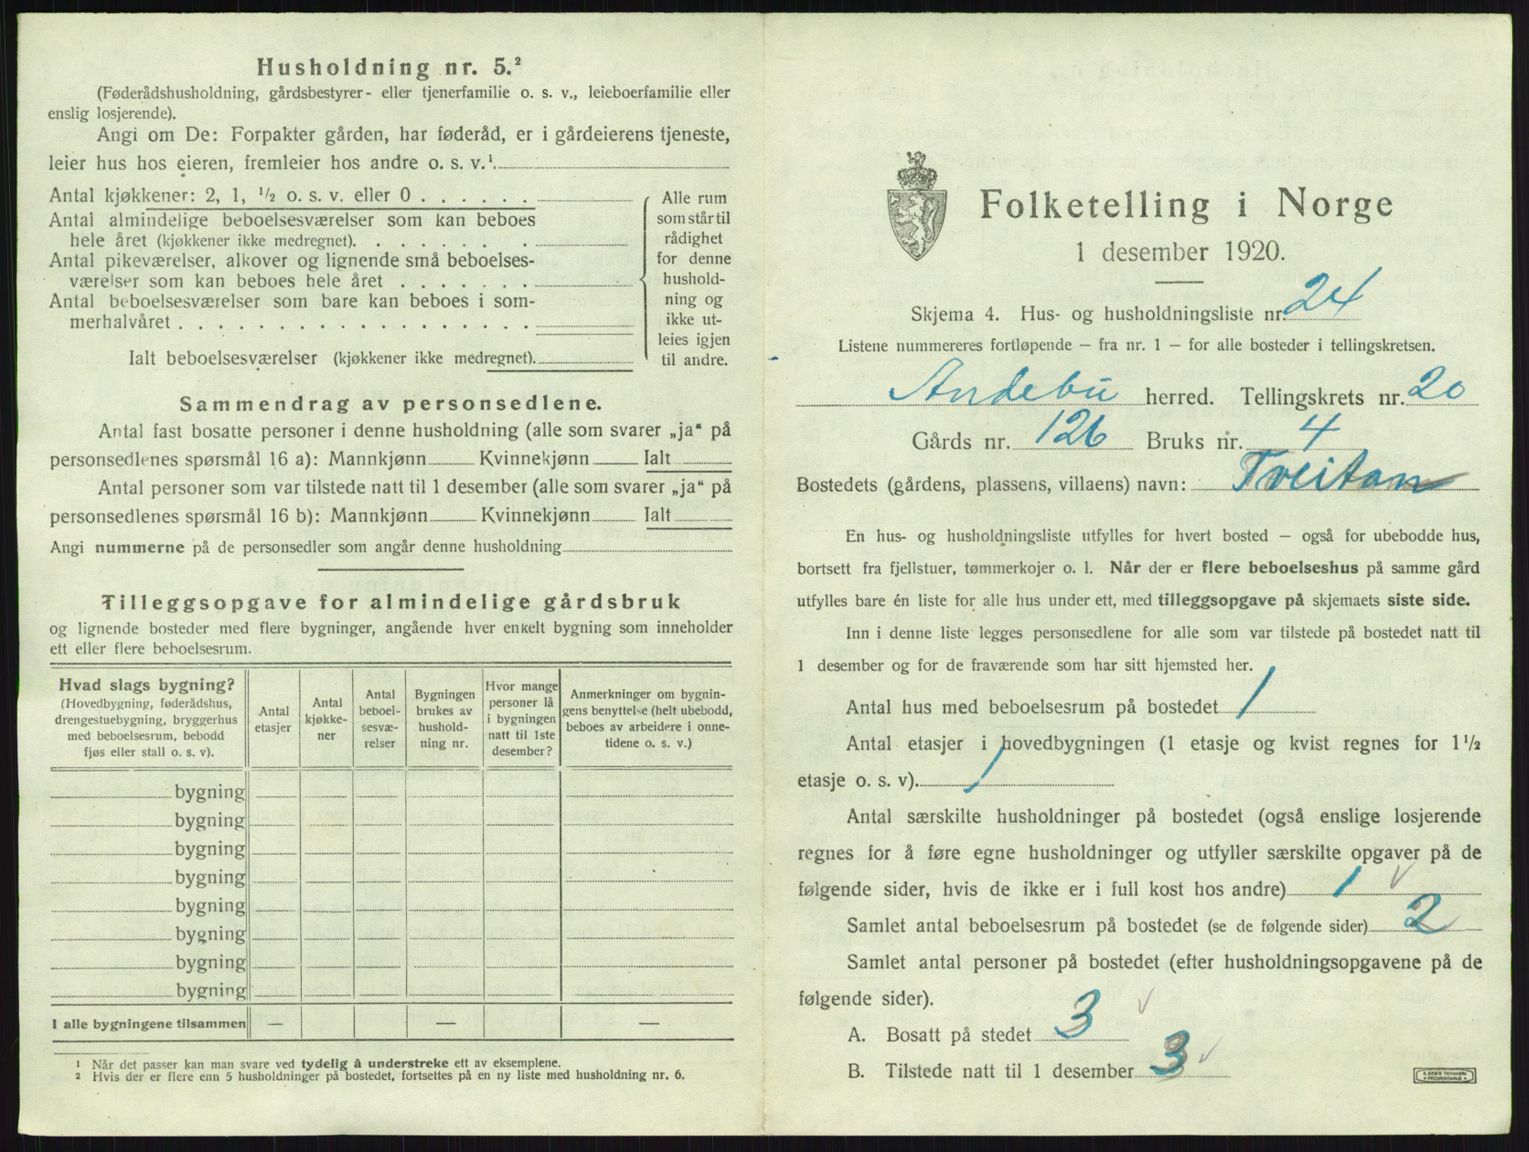 Husholdning nr. 5.²
(Føderådshusholdning, gårdsbestyrer- eller tjenerfamilie o. s. v., leieboerfamilie eller
enslig losjerende).
Angi om De: Forpakter gården, har føderåd, er i gårdeierens tjeneste,
leier hus hos eieren, fremleier hos andre o. s. v.¹.
Antal kjøkkener: 2, 1, ½ o. s. v. eller 0 . . . . . .
Antal almindelige beboelsesværelser som kan beboes
hele året (kjøkkener ikke medregnet). . . . . . . .
Antal pikeværelser, alkover og lignende små beboelses-
værelser som kan beboes hele året . . . . . . .
Antal beboelsesværelser som bare kan beboes i som-
merhalvåret . . . . . . . . . . . . . . . . . .
Ialt beboelsesværelser (kjøkkener ikke medregnet).
Alle rum
som står til
rådighet
for denne
hushold-
ning og
ikke ut-
leies igjen
til andre.
Sammendrag av personsedlene.
Antal fast bosatte personer i denne husholdning (alle som svarer „ja“ på
personsedlenes spørsmål 16 a): Mannkjønn Kvinnekjønn Ialt
Antal personer som var tilstede natt til 1 desember (alle som svarer „ja“ på
personsedlenes spørsmål 16 b): Mannkjønn Kvinnekjønn Ialt
Angi nummerne på de personsedler som angår denne husholdning
Tilleggsopgave for almindelige gårdsbruk
og lignende bosteder med flere bygninger, angående hver enkelt bygning som inneholder
ett eller flere beboelsesrum.
Hvad slags bygning?
(Hovedbygning, føderådshus,
drengestuebygning, bryggerhus
med beboelsesrum, bebodd
fjøs eller stall o. s. v).
Antal
etasjer
Antal
kjøkke-
ner
Antal
beboel-
sesvæ-
relser
Bygningen
brukes av
hushold-
ning nr.
Hvor mange
personer lå
i bygningen
natt til 1ste
desember?
Anmerkninger om bygnin-
gens benyttelse (helt ubebodd,
beboes av arbeidere i onne-
tidene o. s. v.)
bygning
bygning
bygning
bygning
bygning
bygning
bygning
bygning
I alle bygningene tilsammen — — —
¹ Når det passer kan man svare ved tydelig å understreke ett av eksemplene.
² Hvis der er flere enn 5 husholdninger på bostedet, fortsettes på en ny liste med husholdning nr. 6.
Folketelling i Norge
1 desember 1920.
Skjema 4. Hus- og husholdningsliste nr. 24
Listene nummereres fortløpende — fra nr. 1 — for alle bosteder i tellingskretsen.
Andebu herred. Tellingskrets nr. 20
Gårds nr. 126 Bruks nr. 4
Bostedets (gårdens, plassens, villaens) navn: Tveitan
En hus- og husholdningsliste utfylles for hvert bosted — også for ubebodde hus,
bortsett fra fjellstuer, tømmerkojer o. l. Når der er flere beboelseshus på samme gård
utfylles bare én liste for alle hus under ett, med tilleggsopgave på skjemaets siste side.
Inn i denne liste legges personsedlene for alle som var tilstede på bostedet natt til
1 desember og for de fraværende som har sitt hjemsted her.
Antal hus med beboelsesrum på bostedet 1
Antal etasjer i hovedbygningen (1 etasje og kvist regnes for 1½
etasje o. s. v). 1
Antal særskilte husholdninger på bostedet (også enslige losjerende
regnes for å føre egne husholdninger og utfyller særskilte opgaver på de
følgende sider, hvis de ikke er i full kost hos andre) 1 ✓
Samlet antal beboelsesrum på bostedet (se de følgende sider) 2
Samlet antal personer på bostedet (efter husholdningsopgavene på de
følgende sider).
A. Bosatt på stedet 3 ✓
B. Tilstede natt til 1 desember 3 ✓